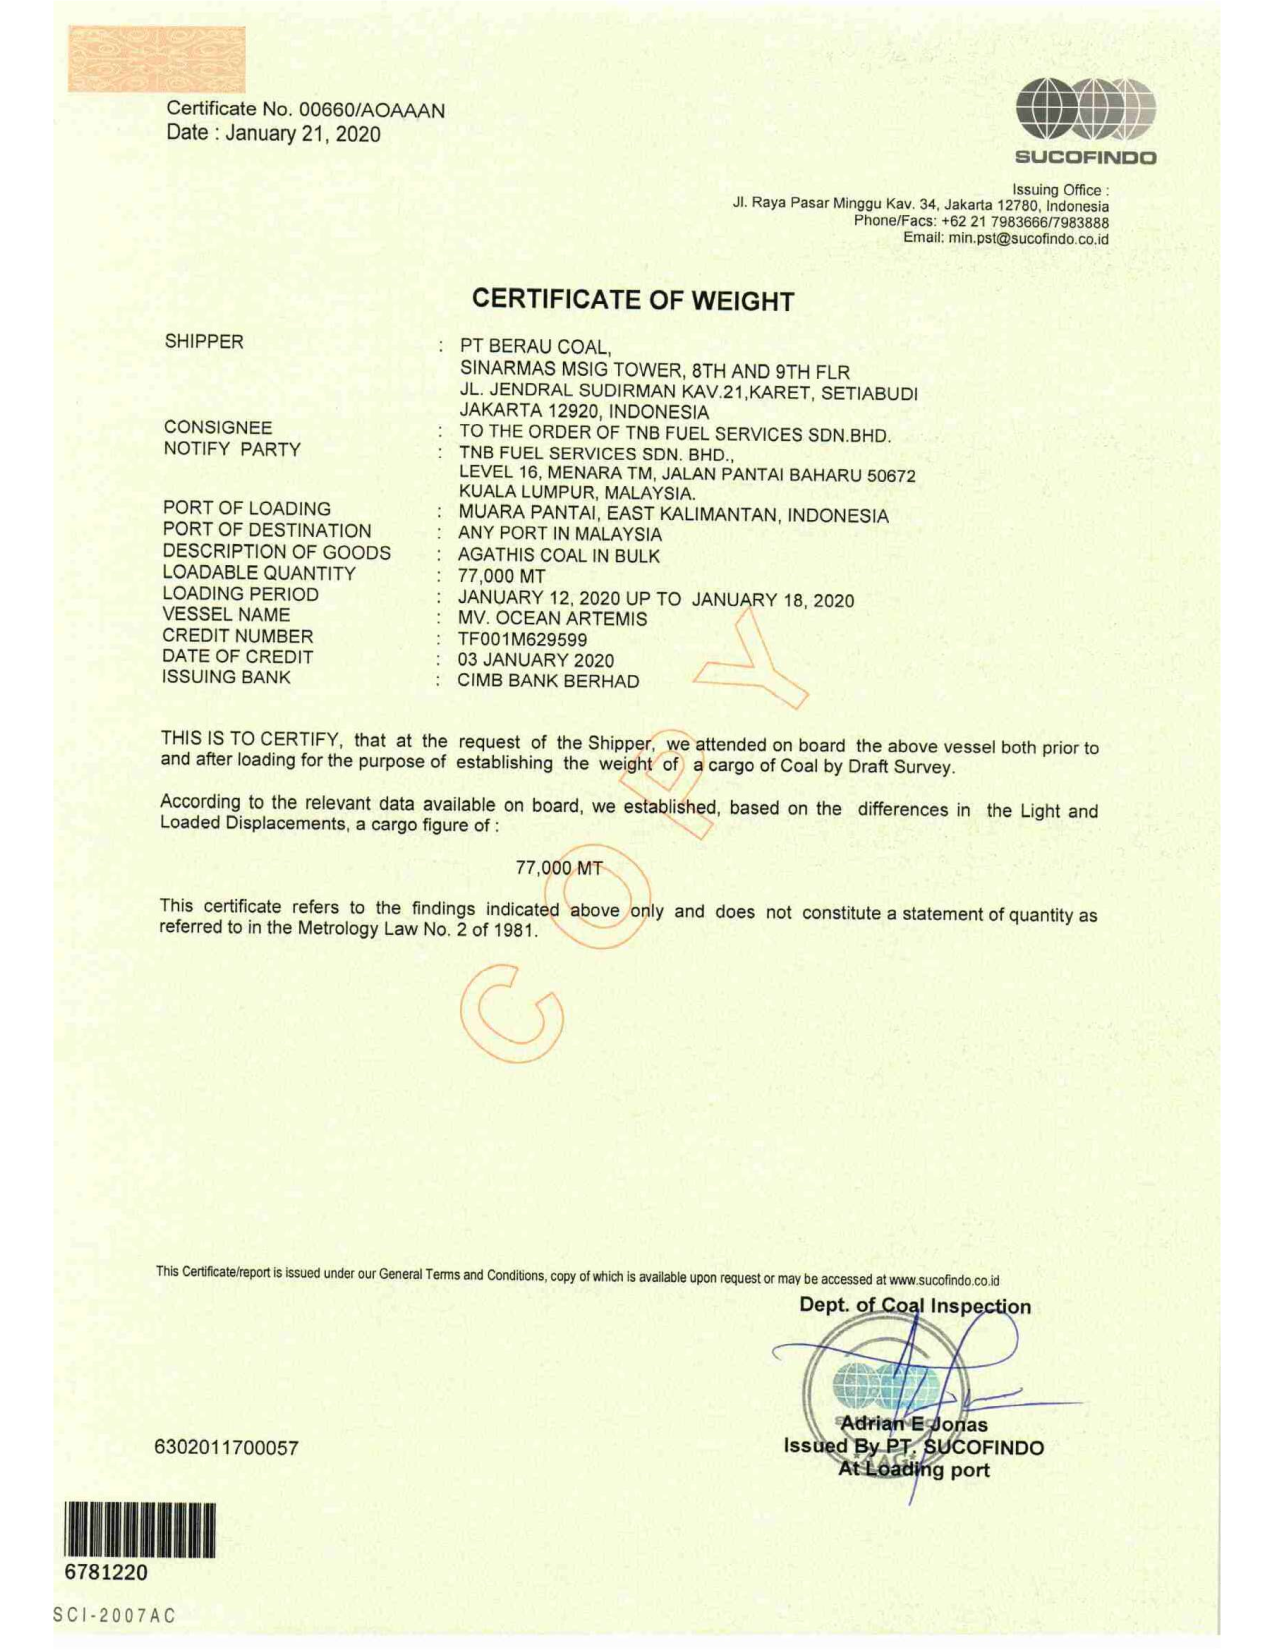 Certificate No. 00660/AOAAAN
Date : January 21, 2020
SUCOFINDO
Issuing Office :
Jl. Raya Pasar Minggu Kav. 34, Jakarta 12780, Indonesia
Phone/Facs: +62 21 7983666/7983888
Email: min.pst@sucofindo.co.id
CERTIFICATE OF WEIGHT
SHIPPER : PT BERAU COAL,
SINARMAS MSIG TOWER, 8TH AND 9TH FLR
JL. JENDRAL SUDIRMAN KAV.21,KARET, SETIABUDI
JAKARTA 12920, INDONESIA
CONSIGNEE : TO THE ORDER OF TNB FUEL SERVICES SDN.BHD.
NOTIFY PARTY : TNB FUEL SERVICES SDN. BHD.,
LEVEL 16, MENARA TM, JALAN PANTAI BAHARU 50672
KUALA LUMPUR, MALAYSIA.
PORT OF LOADING : MUARA PANTAI, EAST KALIMANTAN, INDONESIA
PORT OF DESTINATION : ANY PORT IN MALAYSIA
DESCRIPTION OF GOODS : AGATHIS COAL IN BULK
LOADABLE QUANTITY : 77,000 MT
LOADING PERIOD : JANUARY 12, 2020 UP TO JANUARY 18, 2020
VESSEL NAME : MV. OCEAN ARTEMIS
CREDIT NUMBER : TF001M629599
DATE OF CREDIT : 03 JANUARY 2020
ISSUING BANK : CIMB BANK BERHAD
THIS IS TO CERTIFY, that at the request of the Shipper, we attended on board the above vessel both prior to
and after loading for the purpose of establishing the weight of a cargo of Coal by Draft Survey.
According to the relevant data available on board, we established, based on the differences in the Light and
Loaded Displacements, a cargo figure of :
77,000 MT
This certificate refers to the findings indicated above only and does not constitute a statement of quantity as
referred to in the Metrology Law No. 2 of 1981.
COPY
This Certificate/report is issued under our General Terms and Conditions, copy of which is available upon request or may be accessed at www.sucofindo.co.id
Dept. of Coal Inspection
Adrian E Jonas
Issued By PT. SUCOFINDO
At Loading port
6302011700057
6781220
SCI-2007AC